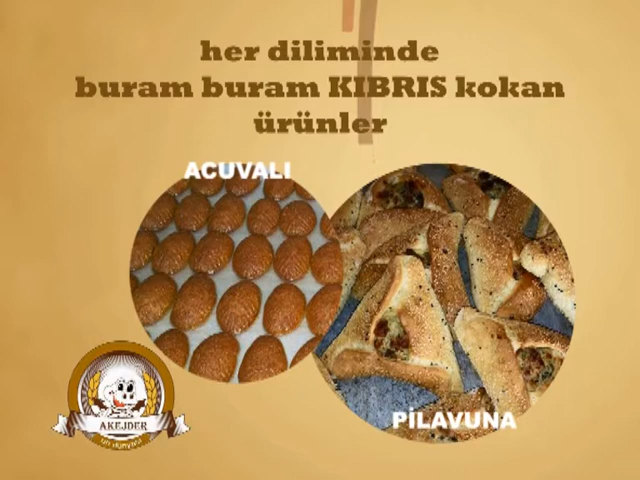 her diliminde
buram buram KIBRIS kokan
ürünler
ACUVALI
PİLAVUNA
AKEJDER